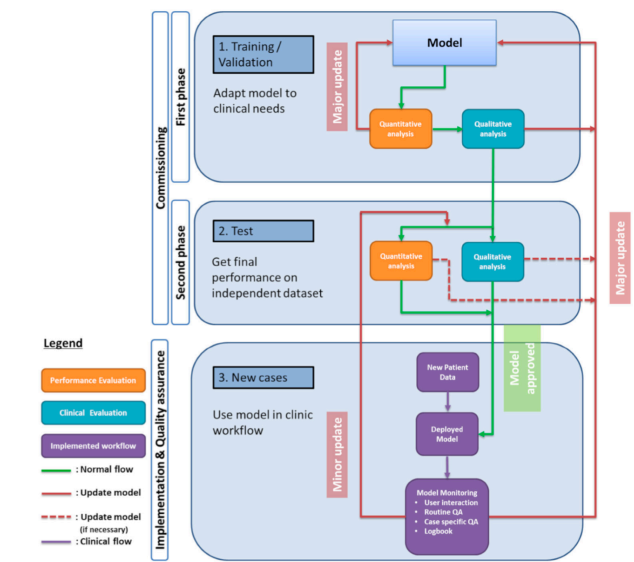 Commissioning
First phase
1. Training /
Validation
Adapt model to
clinical needs
Major update
Model
Quantitative
analysis
Qualitative
analysis
Second phase
2. Test
Get final
performance on
independent dataset
Quantitative
analysis
Qualitative
analysis
Major update
Model
approved
Implementation & Quality assurance
3. New cases
Use model in clinic
workflow
Minor update
New Patient
Data
Deployed
Model
Model Monitoring
• User interaction
• Routine QA
• Case specific QA
• Logbook
Legend
Performance Evaluation
Clinical Evaluation
Implemented workflow
: Normal flow
: Update model
: Update model
(if necessary)
: Clinical flow